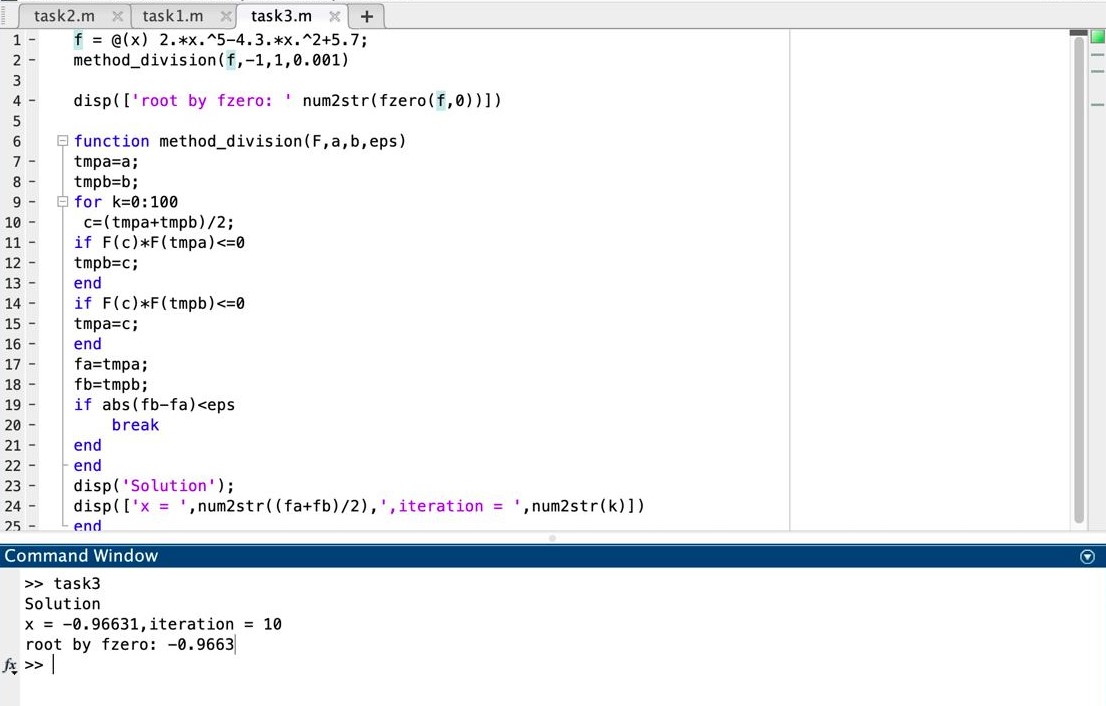 task2.m × task1.m × task3.m × +
1 - f = @(x) 2.*x.^5-4.3.*x.^2+5.7;
2 - method_division(f,-1,1,0.001)
3
4 - disp(['root by fzero: ' num2str(fzero(f,0))])
5
6 function method_division(F,a,b,eps)
7 - tmpa=a;
8 - tmpb=b;
9 - for k=0:100
10 - c=(tmpa+tmpb)/2;
11 - if F(c)*F(tmpa)<=0
12 - tmpb=c;
13 - end
14 - if F(c)*F(tmpb)<=0
15 - tmpa=c;
16 - end
17 - fa=tmpa;
18 - fb=tmpb;
19 - if abs(fb-fa)<eps
20 - break
21 - end
22 - end
23 - disp('Solution');
24 - disp(['x = ',num2str((fa+fb)/2),',iteration = ',num2str(k)])
25 - end
Command Window
>> task3
Solution
x = -0.96631,iteration = 10
root by fzero: -0.9663
fx >>